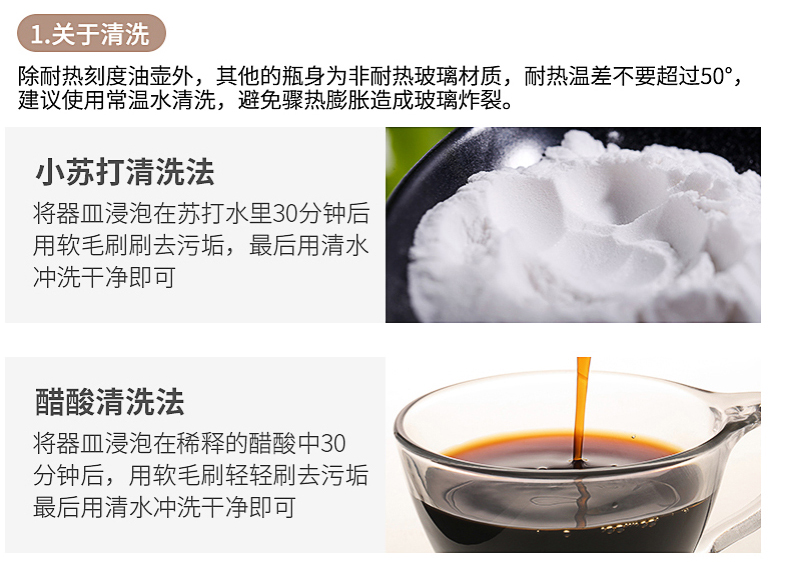 1.关于清洗
除耐热刻度油壶外，其他的瓶身为非耐热玻璃材质，耐热温差不要超过50°，
建议使用常温水清洗，避免骤热膨胀造成玻璃炸裂。
小苏打清洗法
将器皿浸泡在苏打水里30分钟后
用软毛刷刷去污垢，最后用清水
冲洗干净即可
醋酸清洗法
将器皿浸泡在稀释的醋酸中30
分钟后，用软毛刷轻轻刷去污垢
最后用清水冲洗干净即可